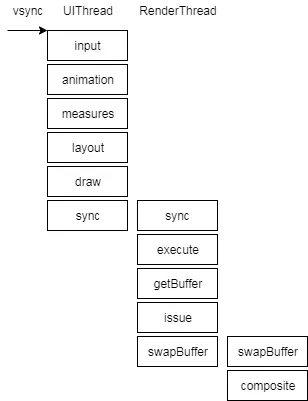 vsync UIThread RenderThread
input
animation
measures
layout
draw
sync sync
execute
getBuffer
issue
swapBuffer swapBuffer
composite